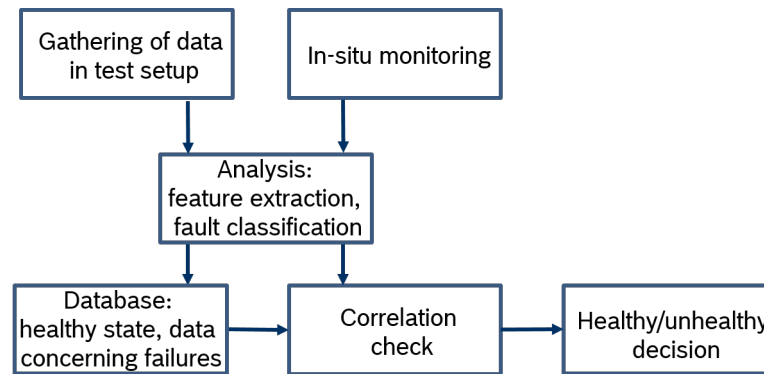 Gathering of data
in test setup
In-situ monitoring
Analysis:
feature extraction,
fault classification
Database:
healthy state, data
concerning failures
Correlation
check
Healthy/unhealthy
decision